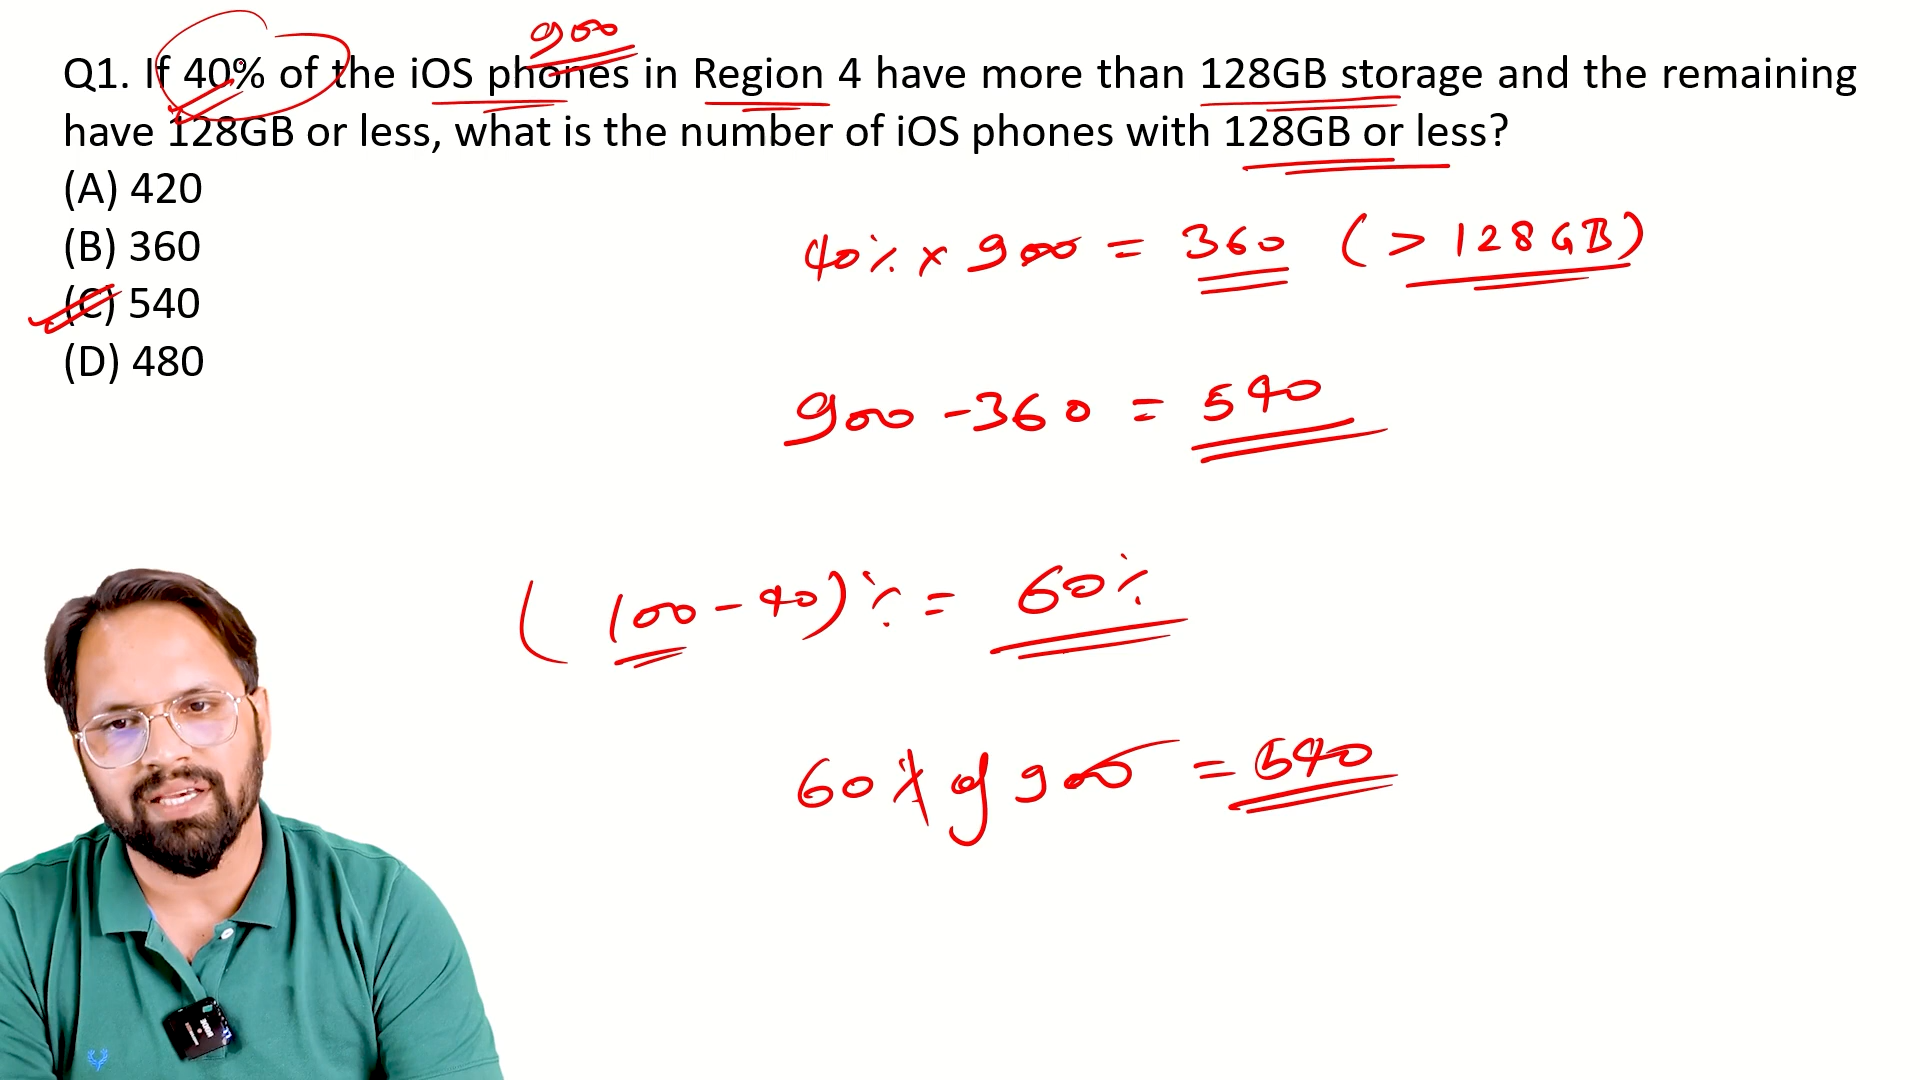 900
Q1. If 40% of the iOS phones in Region 4 have more than 128GB storage and the remaining
have 128GB or less, what is the number of iOS phones with 128GB or less?
(A) 420
(B) 360
(C) 540
(D) 480
40% x 900 = 360 (> 128GB)
900 - 360 = 540
(100 - 40)% = 60%
60% of 900 = 540